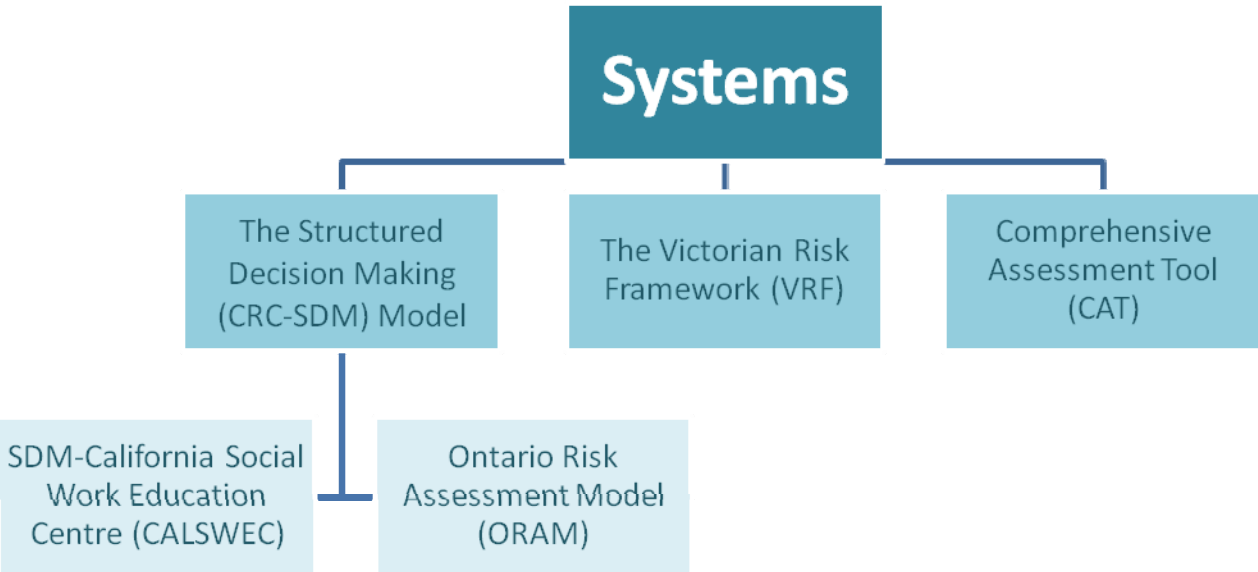 Systems
The Structured
Decision Making
(CRC-SDM) Model
The Victorian Risk
Framework (VRF)
Comprehensive
Assessment Tool
(CAT)
SDM-California Social
Work Education
Centre (CALSWEC)
Ontario Risk
Assessment Model
(ORAM)